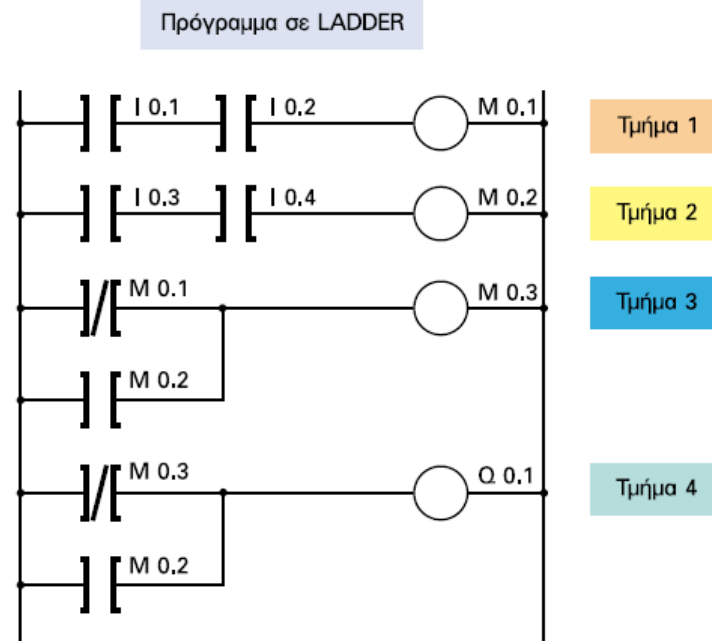 Πρόγραμμα σε LADDER
I 0.1 I 0.2 M 0.1 Τμήμα 1
I 0.3 I 0.4 M 0.2 Τμήμα 2
M 0.1 M 0.3 Τμήμα 3
M 0.2
M 0.3 Q 0.1 Τμήμα 4
M 0.2